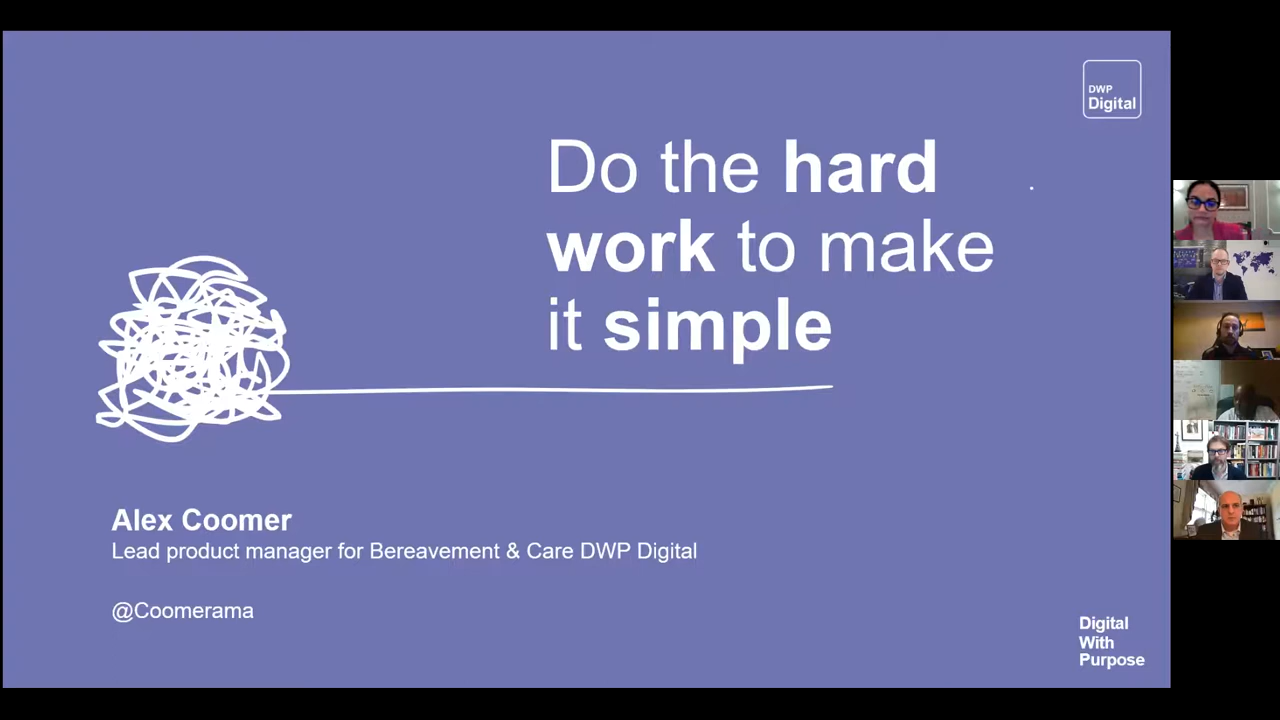 DWP
Digital
Do the hard
work to make
it simple
Alex Coomer
Lead product manager for Bereavement & Care DWP Digital
@Coomerama
Digital
With
Purpose